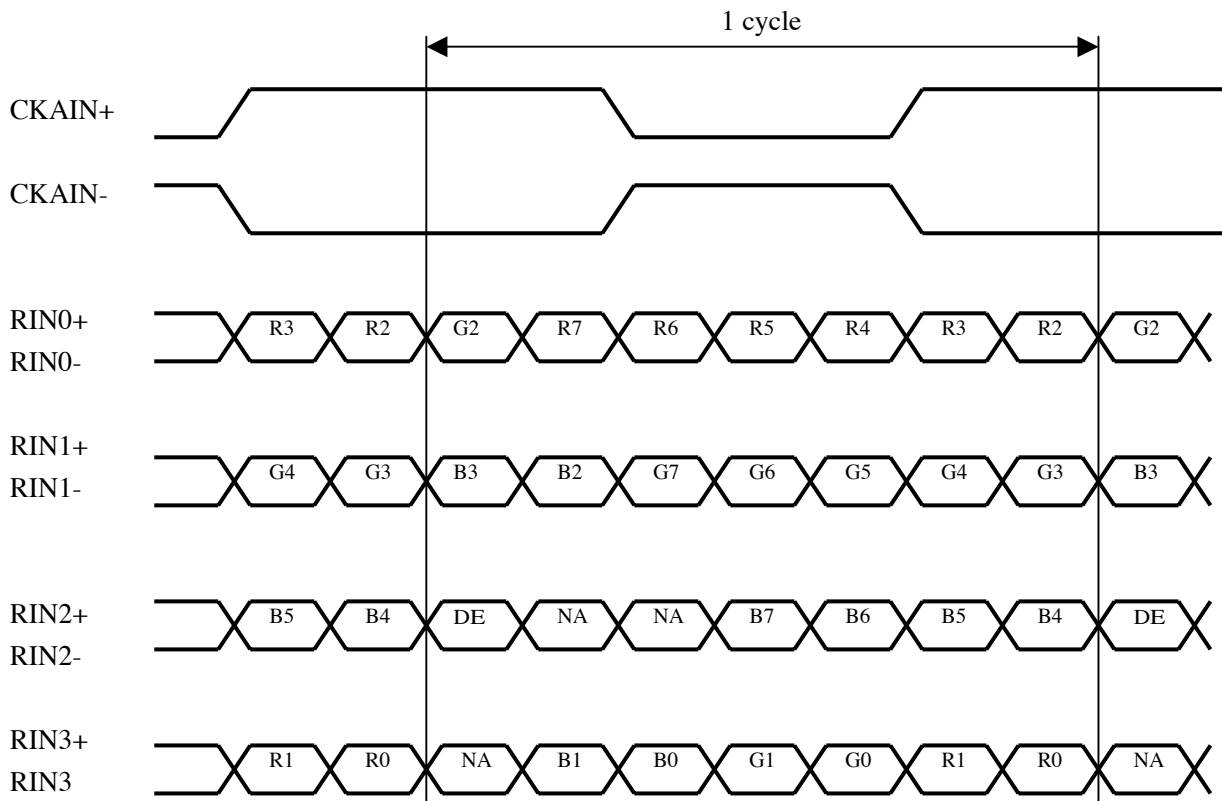 1 cycle
CKAIN+
CKAIN-
RIN0+
R3 R2 G2 R7 R6 R5 R4 R3 R2 G2
RIN0-
RIN1+
G4 G3 B3 B2 G7 G6 G5 G4 G3 B3
RIN1-
RIN2+
B5 B4 DE NA NA B7 B6 B5 B4 DE
RIN2-
RIN3+
R1 R0 NA B1 B0 G1 G0 R1 R0 NA
RIN3